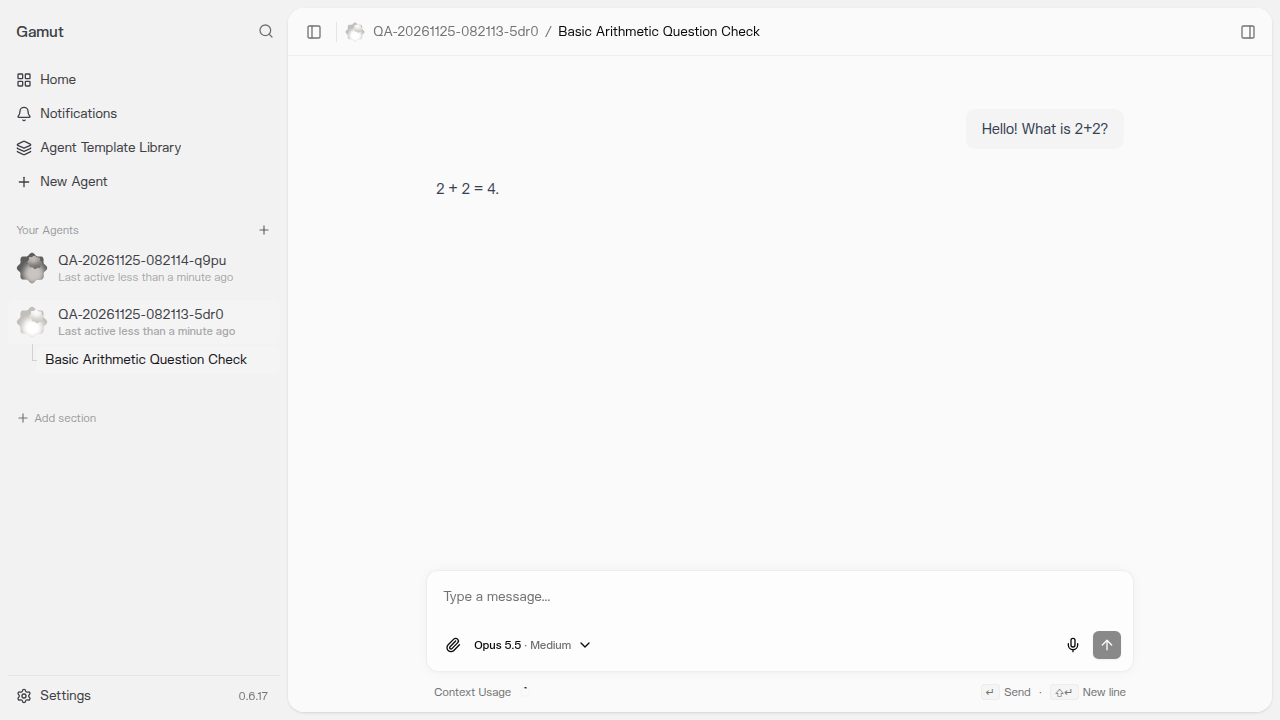 Gamut
Home
Notifications
Agent Template Library
New Agent
Your Agents
QA-20261125-082114-q9pu
Last active less than a minute ago
QA-20261125-082113-5dr0
Last active less than a minute ago
Basic Arithmetic Question Check
Add section
Settings 0.6.17
QA-20261125-082113-5dr0 / Basic Arithmetic Question Check
Hello! What is 2+2?
2 + 2 = 4.
Type a message...
Opus 5.5 · Medium
Context Usage
Send · New line